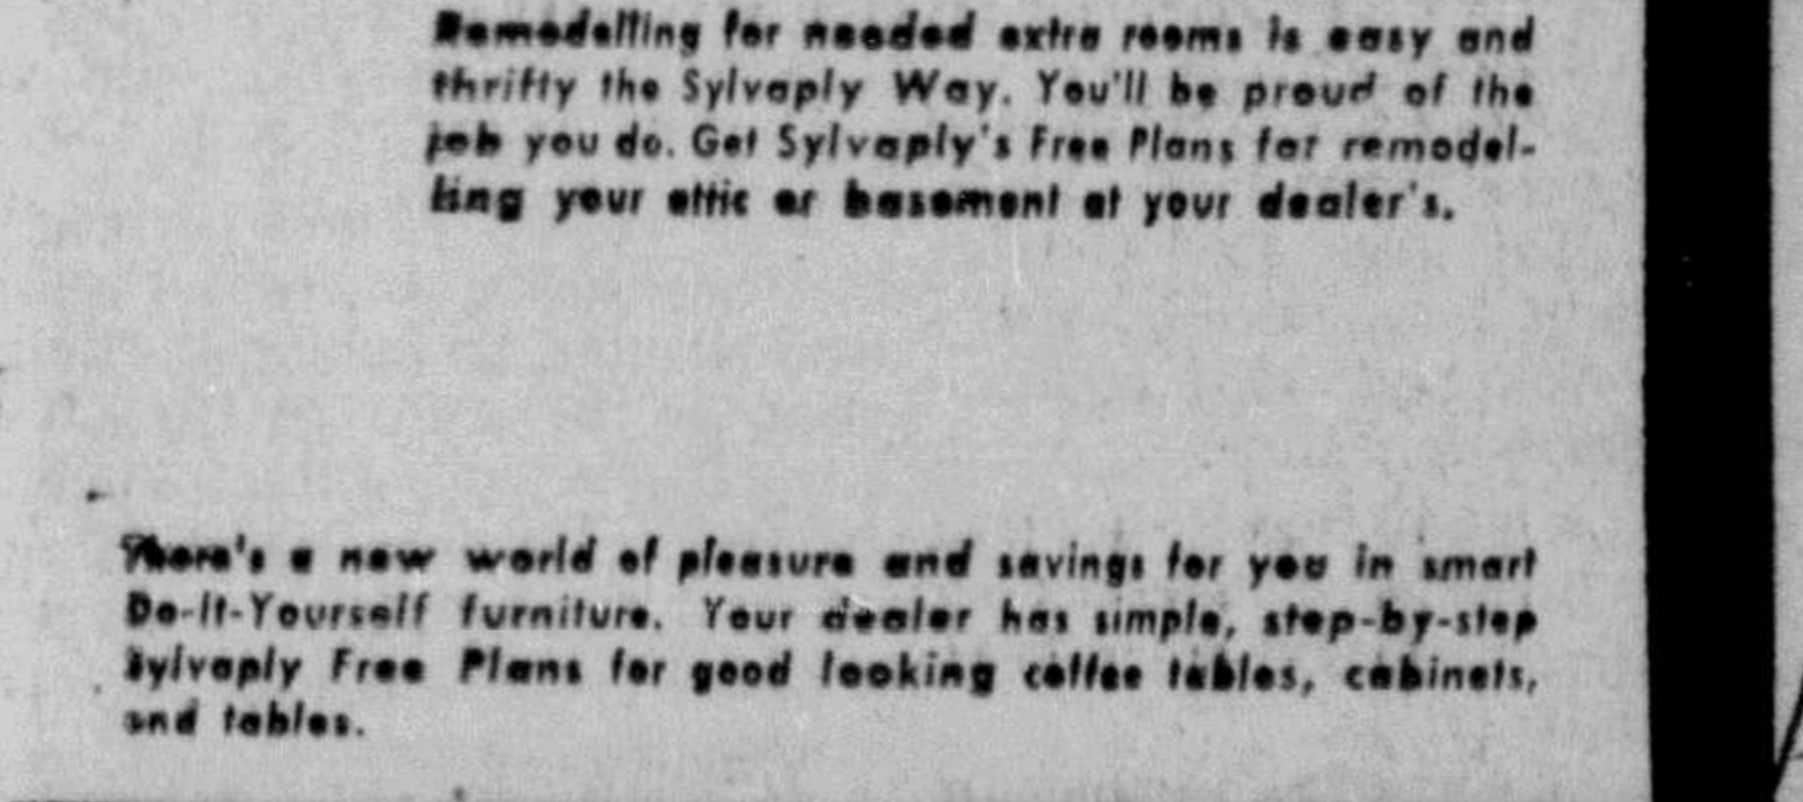 Remodelling for needed extra rooms is easy and
thrifty the Sylvaply Way. You'll be proud of the
job you do. Get Sylvaply's Free Plans for remodel-
ling your attic or basement at your dealer's.
There's a new world of pleasure and savings for you in smart
Do-It-Yourself furniture. Your dealer has simple, step-by-step
Sylvaply Free Plans for good looking coffee tables, cabinets,
and tables.